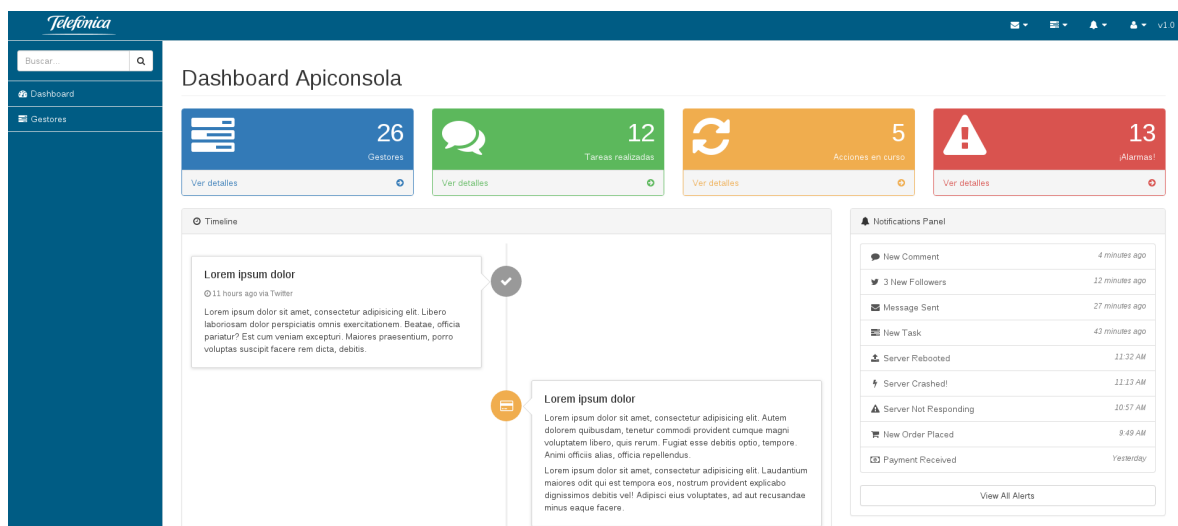 Telefónica
v1.0
Buscar...
Dashboard
Gestores
Dashboard Apiconsola
26
Gestores
Ver detalles
12
Tareas realizadas
Ver detalles
5
Acciones en curso
Ver detalles
13
¡Alarmas!
Ver detalles
Timeline
Lorem ipsum dolor
11 hours ago via Twitter
Lorem ipsum dolor sit amet, consectetur adipisicing elit. Libero
laboriosam dolor perspiciatis omnis exercitationem. Beatae, officia
pariatur? Est cum veniam excepturi. Maiores praesentium, porro
voluptas suscipit facere rem dicta, debitis.
Lorem ipsum dolor
Lorem ipsum dolor sit amet, consectetur adipisicing elit. Autem
dolorem quibusdam, tenetur commodi provident cumque magni
voluptatem libero, quis rerum. Fugiat esse debitis optio, tempore.
Animi officiis alias, officia repellendus.
Lorem ipsum dolor sit amet, consectetur adipisicing elit. Laudantium
maiores odit qui est tempora eos, nostrum provident explicabo
dignissimos debitis vel! Adipisci eius voluptates, ad aut recusandae
minus eaque facere.
Notifications Panel
New Comment 4 minutes ago
3 New Followers 12 minutes ago
Message Sent 27 minutes ago
New Task 43 minutes ago
Server Rebooted 11:32 AM
Server Crashed! 11:13 AM
Server Not Responding 10:57 AM
New Order Placed 9:49 AM
Payment Received Yesterday
View All Alerts